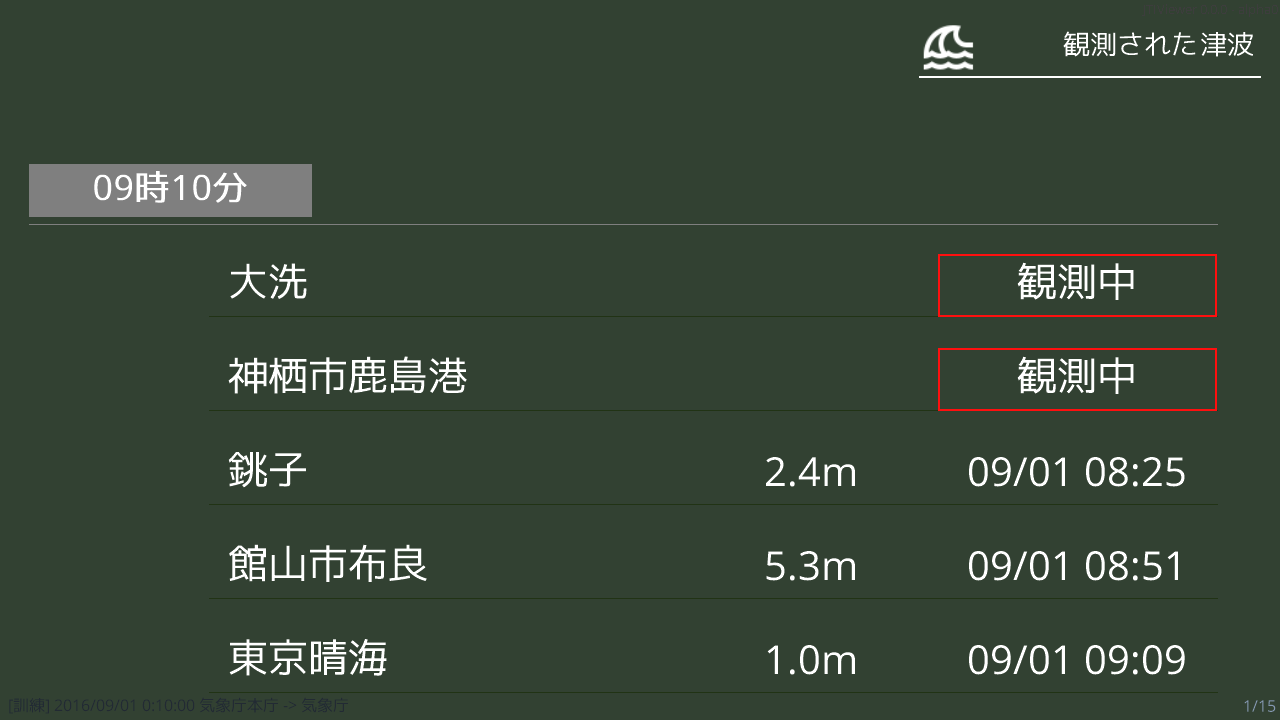 観測された津波
09時10分
大洗 観測中
神栖市鹿島港 観測中
銚子 2.4m 09/01 08:25
館山市布良 5.3m 09/01 08:51
東京晴海 1.0m 09/01 09:09
[訓練] 2016/09/01 0:10:00 気象庁本庁 -> 気象庁 1/15